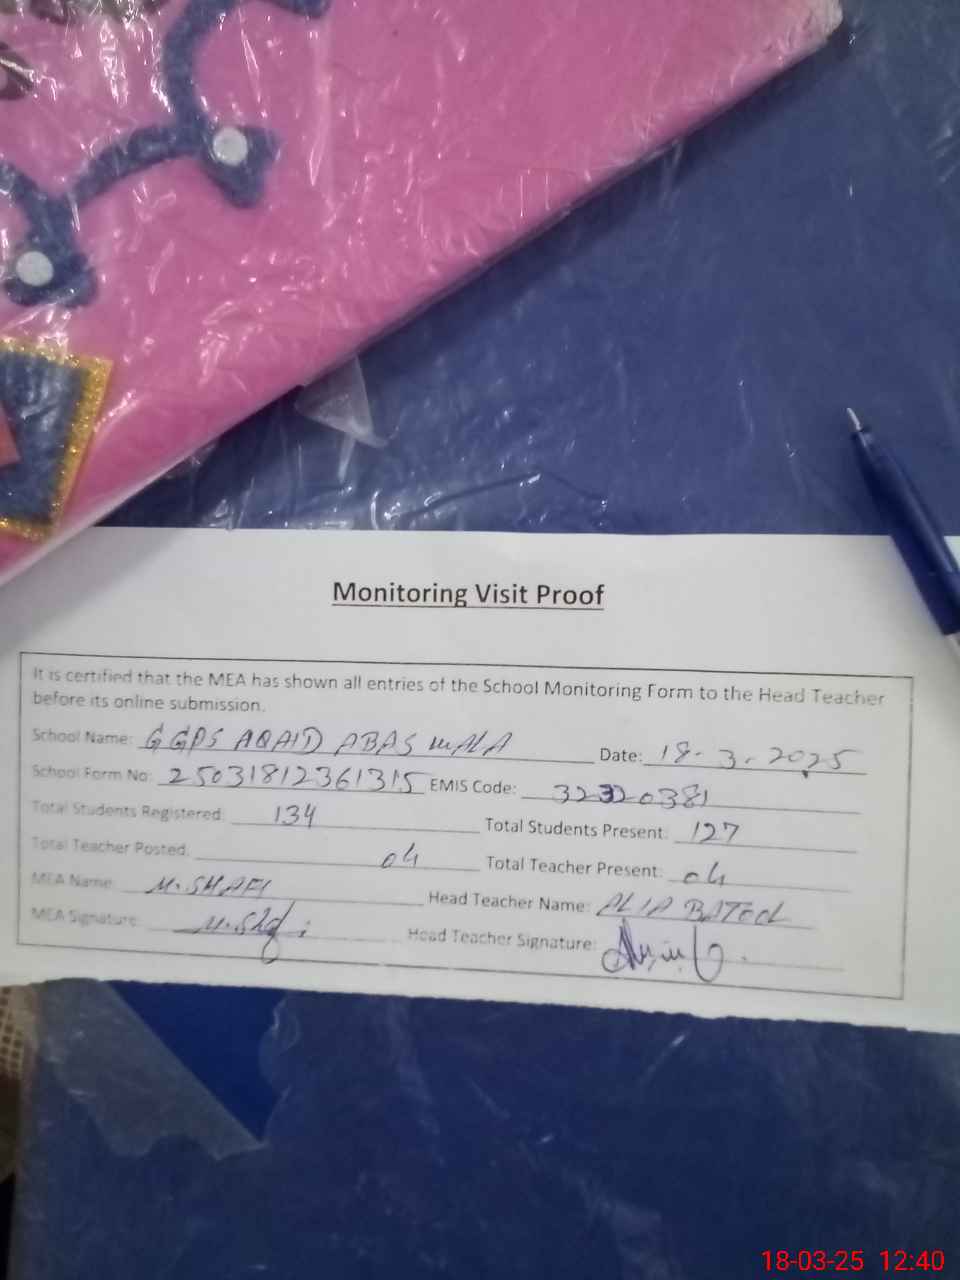 Monitoring Visit Proof
It is certified that the MEA has shown all entries of the School Monitoring Form to the Head Teacher
before its online submission.
School Name: GGPS AQAID ABAS WALA Date: 18-3-2025
School Form No: 25031812361315 EMIS Code: 32320381
Total Students Registered: 134 Total Students Present: 127
Total Teacher Posted: 04 Total Teacher Present: 04
MEA Name: M.SHAFI Head Teacher Name: ALIA BATOOL
MEA Signature: M.Shafi Head Teacher Signature:
18-03-25 12:40